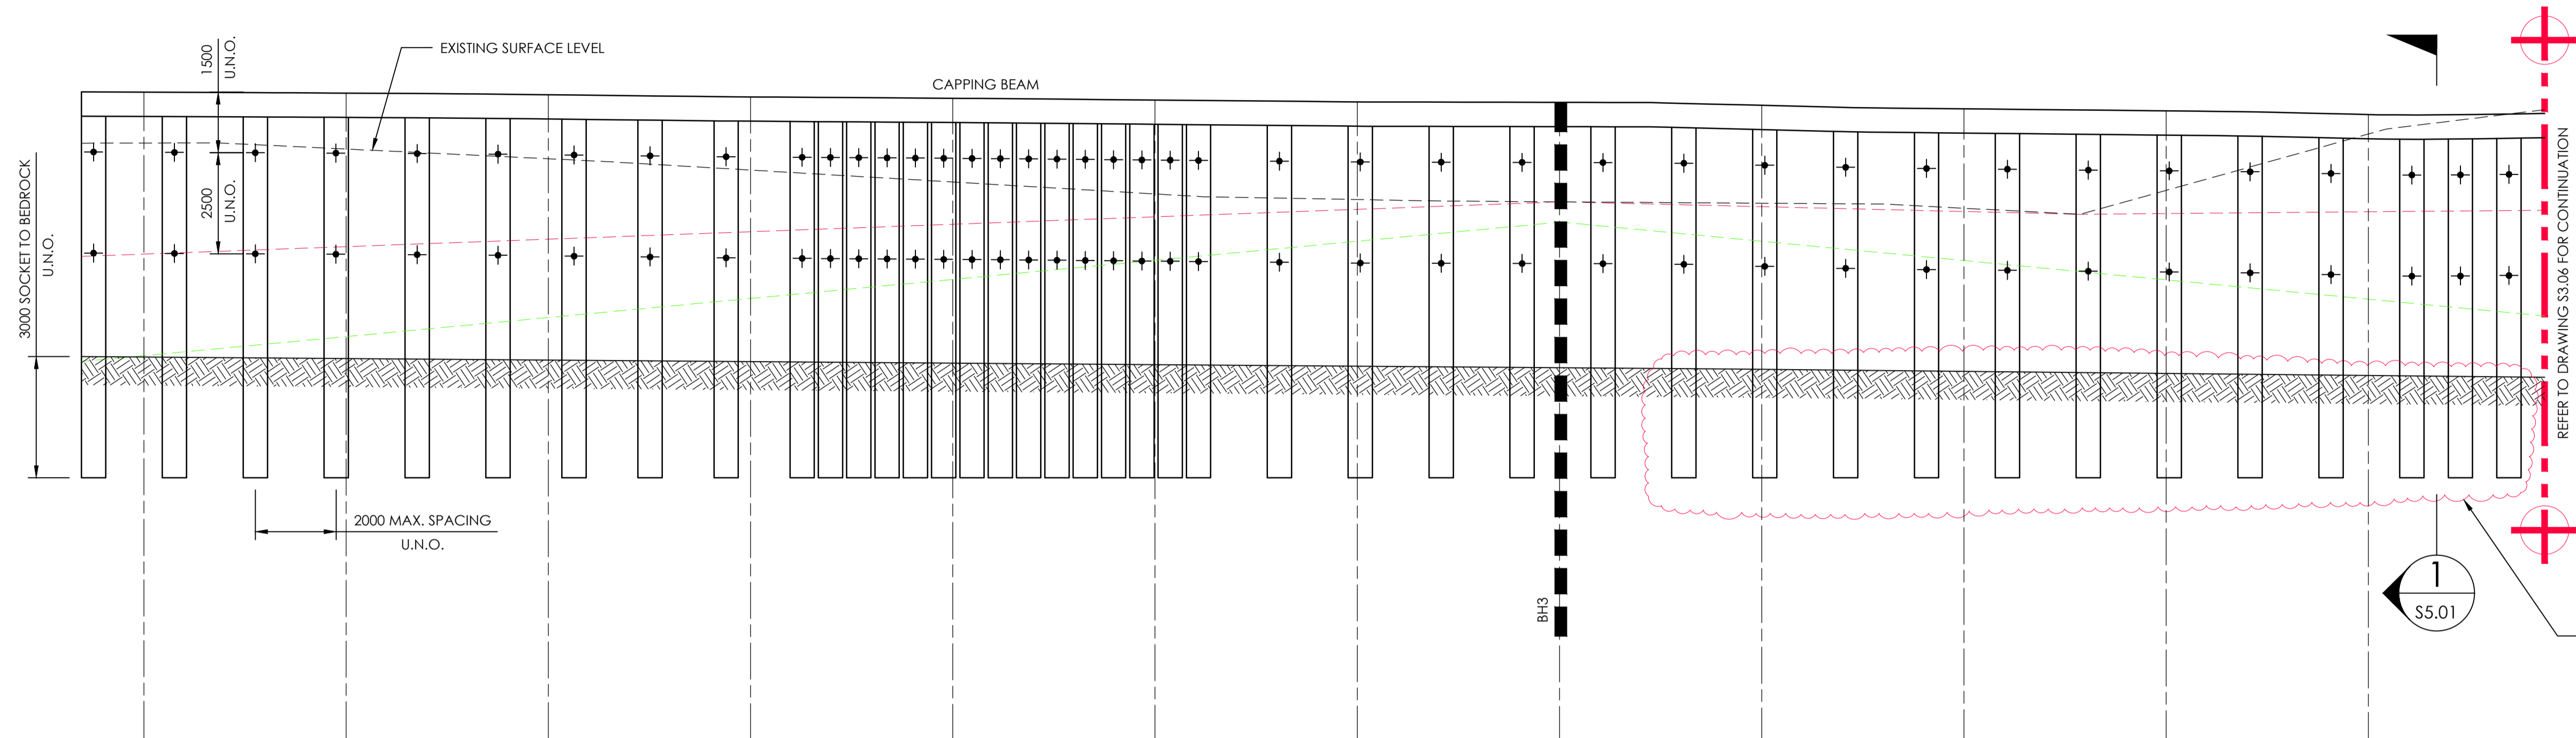 1500
U.N.O.
EXISTING SURFACE LEVEL
CAPPING BEAM
2500
U.N.O.
3000 SOCKET TO BEDROCK
U.N.O.
2000 MAX. SPACING
U.N.O.
BH3
1
S5.01
REFER TO DRAWING S3.06 FOR CONTINUATION